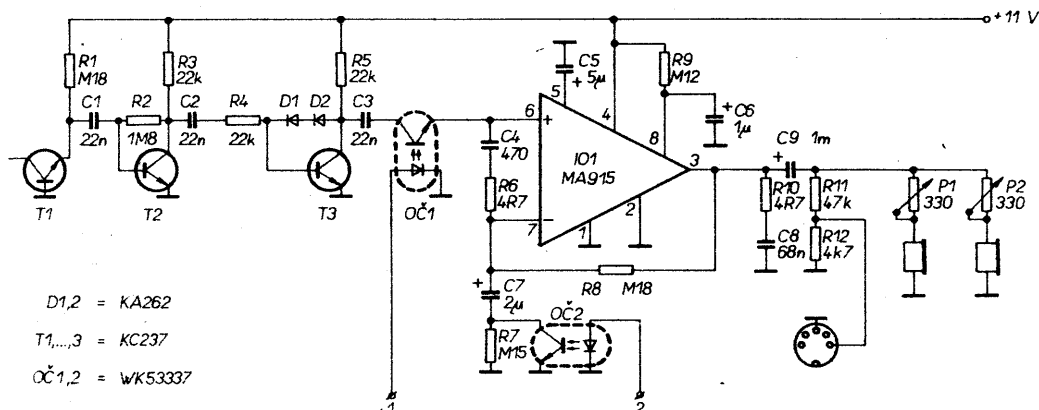 +11 V
R1
M18
R3
22k
R5
22k
C5
5μ
+
5
R9
M12
+
C6
1μ
C1
22n
R2
1M8
C2
22n
R4
22k
D1
D2
C3
22n
6
+
4
8
3
C4
470
R6
4R7
IO1
MA915
C9
1m
+
R10
4R7
R11
47k
P1
330
P2
330
T1
T2
T3
OČ1
7
−
1
2
C8
68n
R12
4k7
R8
M18
+
C7
2μ
R7
M15
OČ2
D1,2 = KA262
T1,...,3 = KC237
OČ1,2 = WK53337
1
2